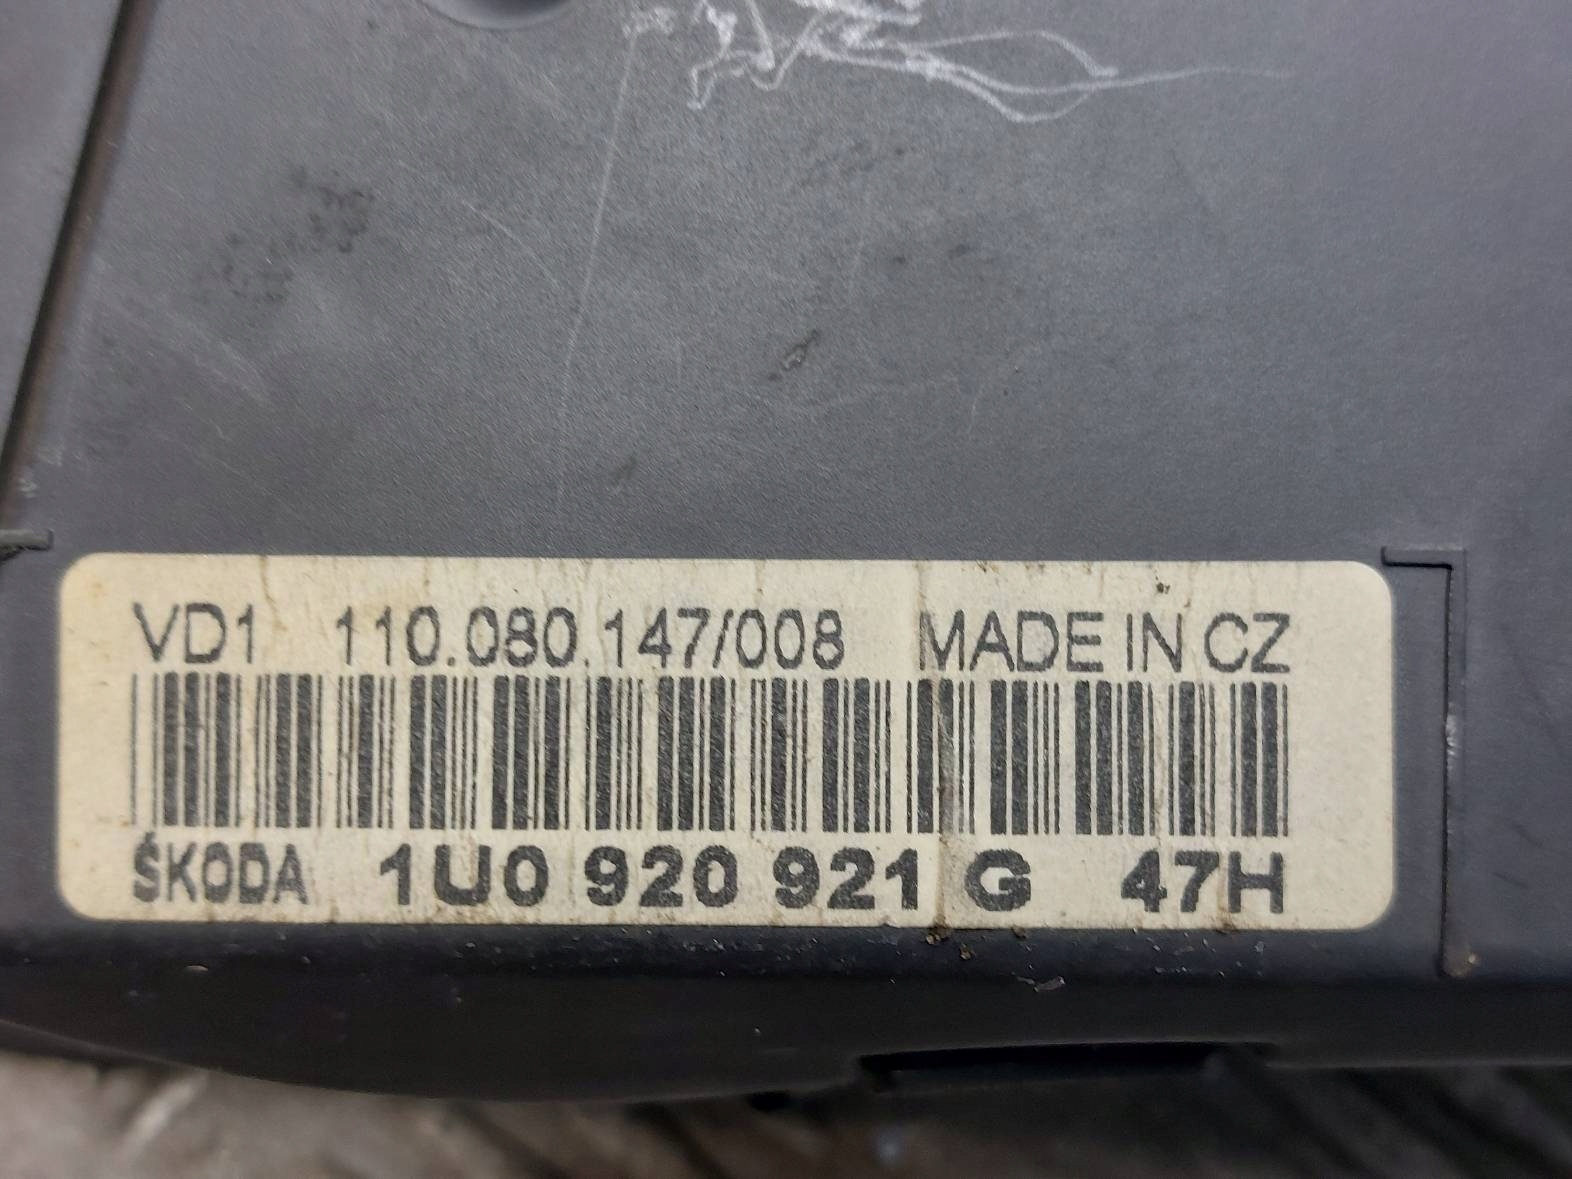 VD1 110.080.147/008 MADE IN CZ
ŠKODA 1U0 920 921 G 47H